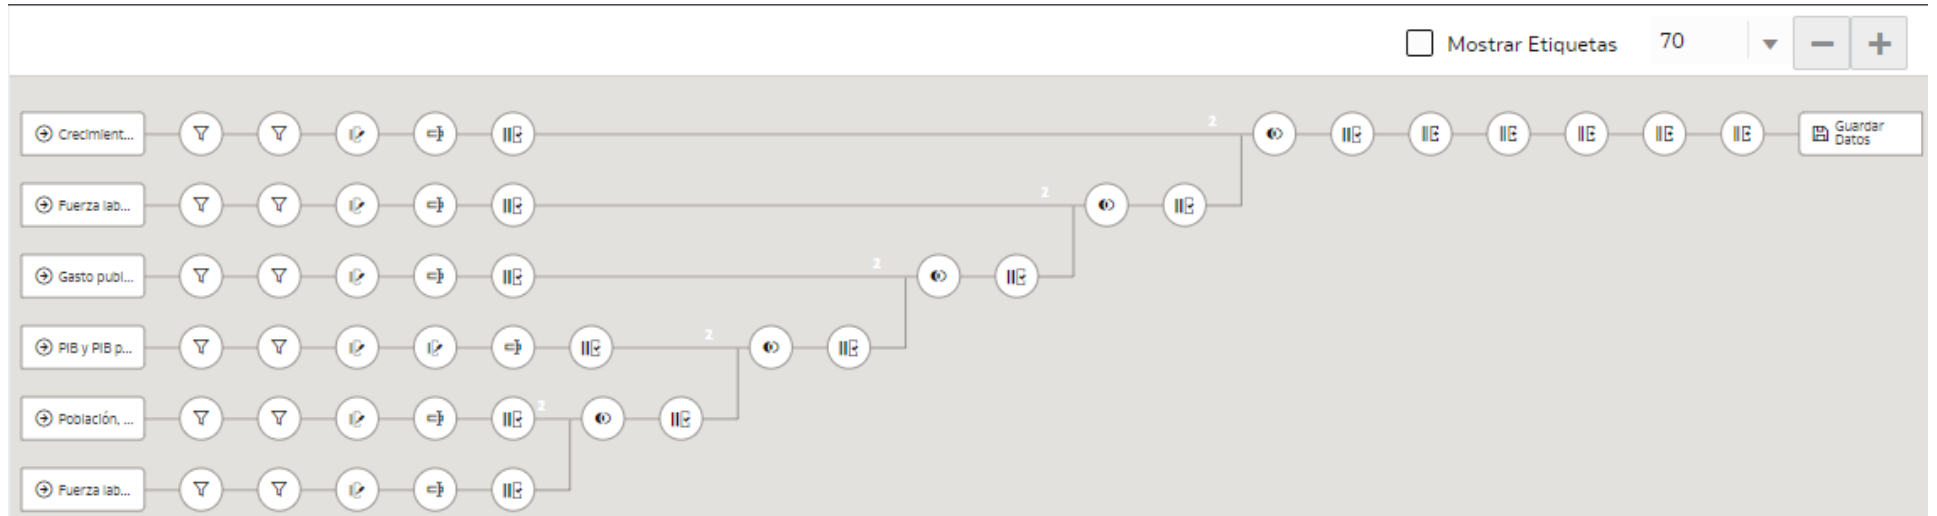 Mostrar Etiquetas
70
Crecimient...
2
Guardar
Datos
Fuerza lab...
2
Gasto publ...
2
PIB y PIB p...
2
Población, ...
2
Fuerza lab...